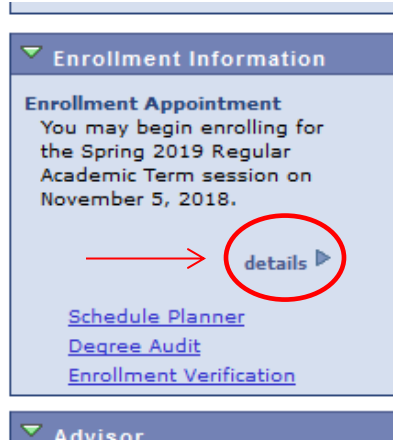 Enrollment Information
Enrollment Appointment
You may begin enrolling for
the Spring 2019 Regular
Academic Term session on
November 5, 2018.
details
Schedule Planner
Degree Audit
Enrollment Verification
Advisor